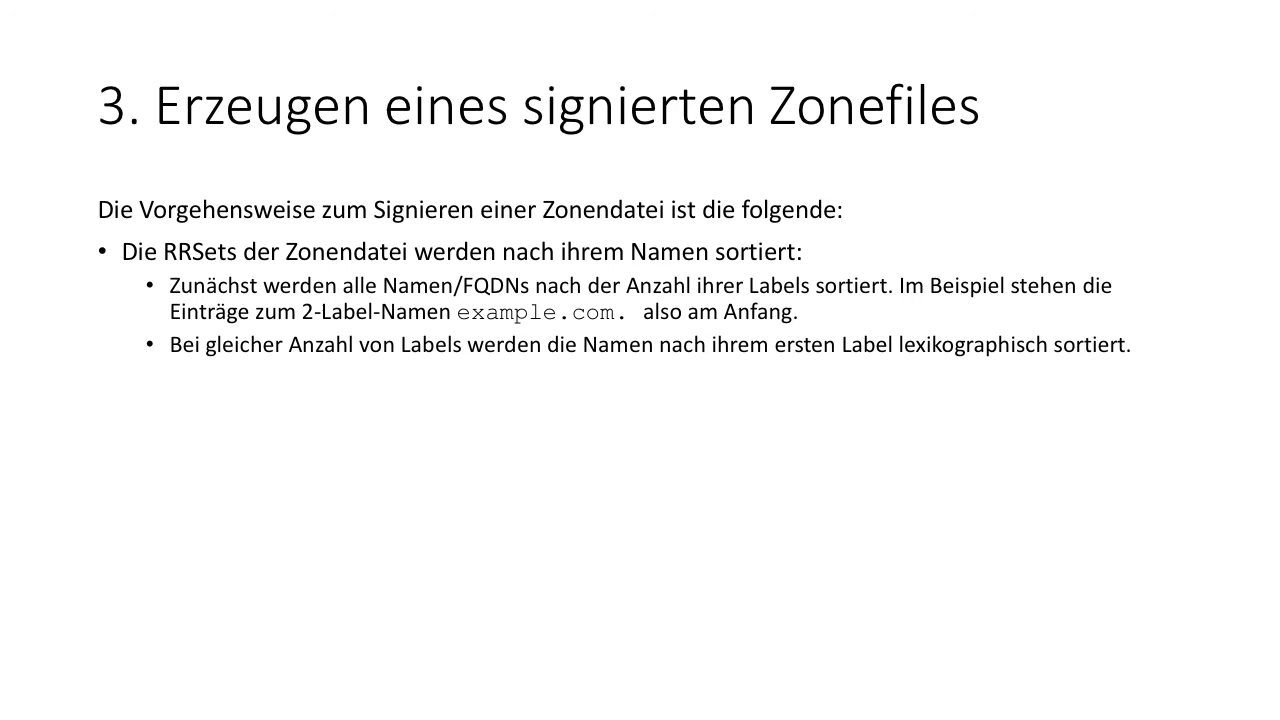 3. Erzeugen eines signierten Zonefiles
Die Vorgehensweise zum Signieren einer Zonendatei ist die folgende:
• Die RRSets der Zonendatei werden nach ihrem Namen sortiert:
• Zunächst werden alle Namen/FQDNs nach der Anzahl ihrer Labels sortiert. Im Beispiel stehen die
Einträge zum 2-Label-Namen example.com. also am Anfang.
• Bei gleicher Anzahl von Labels werden die Namen nach ihrem ersten Label lexikographisch sortiert.